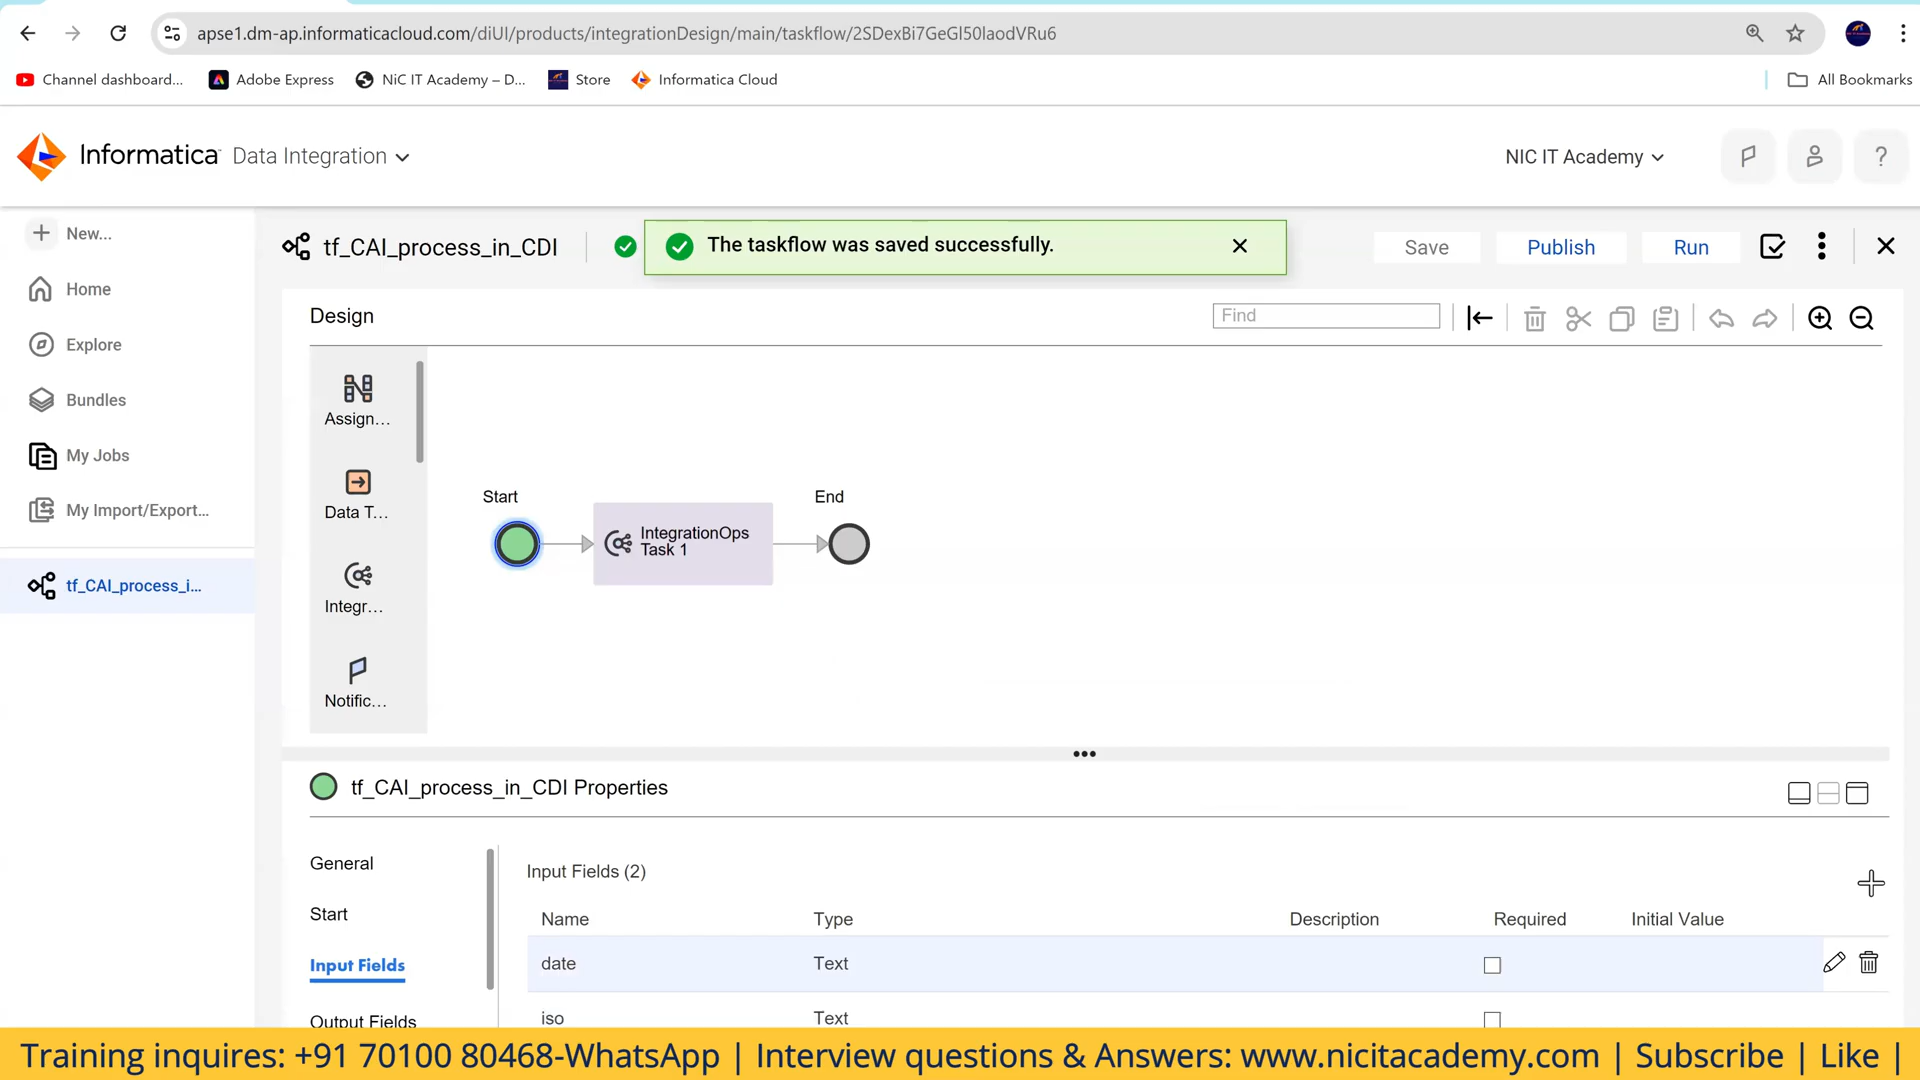 apse1.dm-ap.informaticacloud.com/diUI/products/integrationDesign/main/taskflow/2SDexBi7GeGl50laodVRu6
Channel dashboard... Adobe Express NiC IT Academy – D... Store Informatica Cloud All Bookmarks
Informatica Data Integration NIC IT Academy ?
New...
Home
Explore
Bundles
My Jobs
My Import/Export...
tf_CAI_process_i...
tf_CAI_process_in_CDI The taskflow was saved successfully. Save Publish Run
Design Find
Assign...
Data T...
Integr...
Notific...
Start
IntegrationOps
Task 1
End
tf_CAI_process_in_CDI Properties
General
Start
Input Fields
Output Fields
Input Fields (2)
Name Type Description Required Initial Value
date Text
iso Text
Training inquires: +91 70100 80468-WhatsApp | Interview questions & Answers: www.nicitacademy.com | Subscribe | Like |